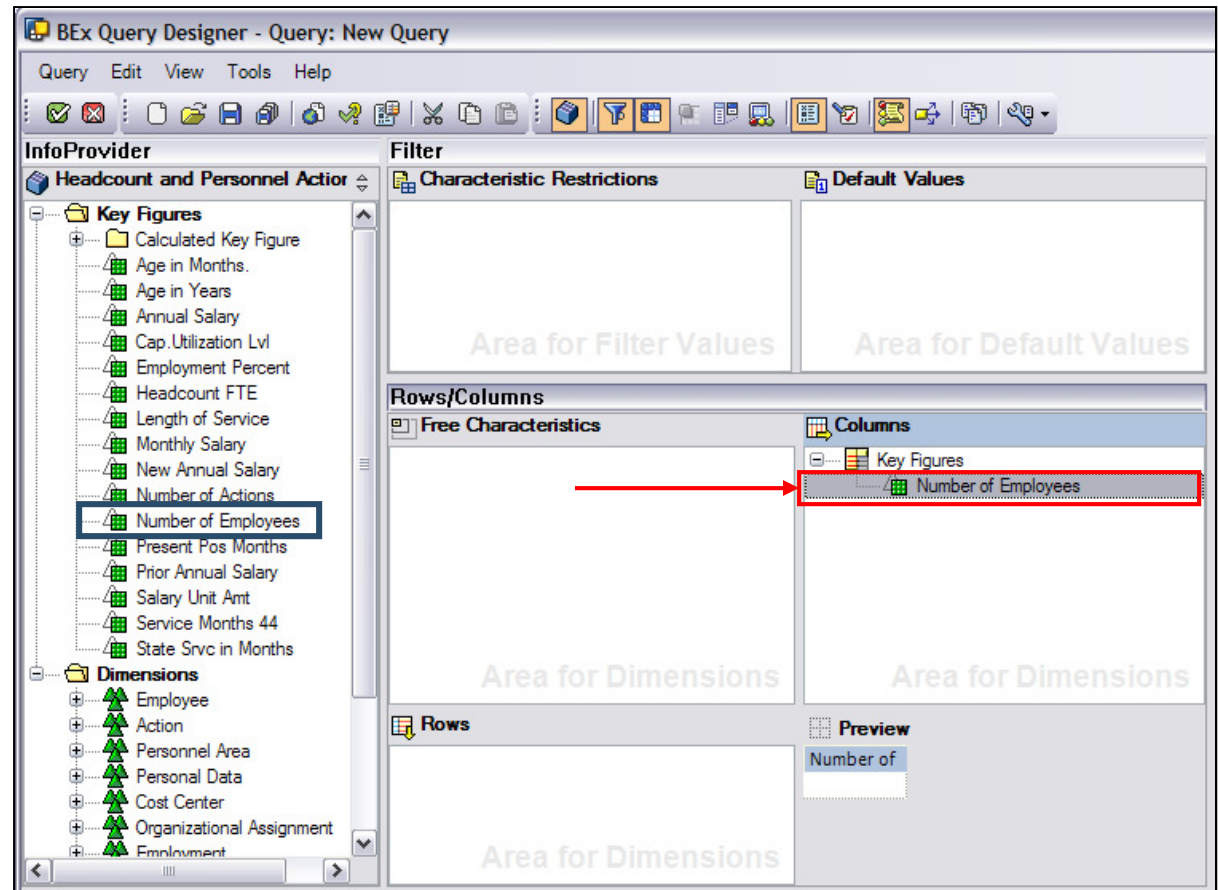 BEx Query Designer - Query: New Query
Query Edit View Tools Help
InfoProvider
Headcount and Personnel Action
Key Figures
Calculated Key Figure
Age in Months.
Age in Years
Annual Salary
Cap.Utilization Lvl
Employment Percent
Headcount FTE
Length of Service
Monthly Salary
New Annual Salary
Number of Actions
Number of Employees
Present Pos Months
Prior Annual Salary
Salary Unit Amt
Service Months 44
State Srvc in Months
Dimensions
Employee
Action
Personnel Area
Personal Data
Cost Center
Organizational Assignment
Employment
Filter
Characteristic Restrictions
Area for Filter Values
Default Values
Area for Default Values
Rows/Columns
Free Characteristics
Area for Dimensions
Columns
Key Figures
Number of Employees
Area for Dimensions
Rows
Area for Dimensions
Preview
Number of